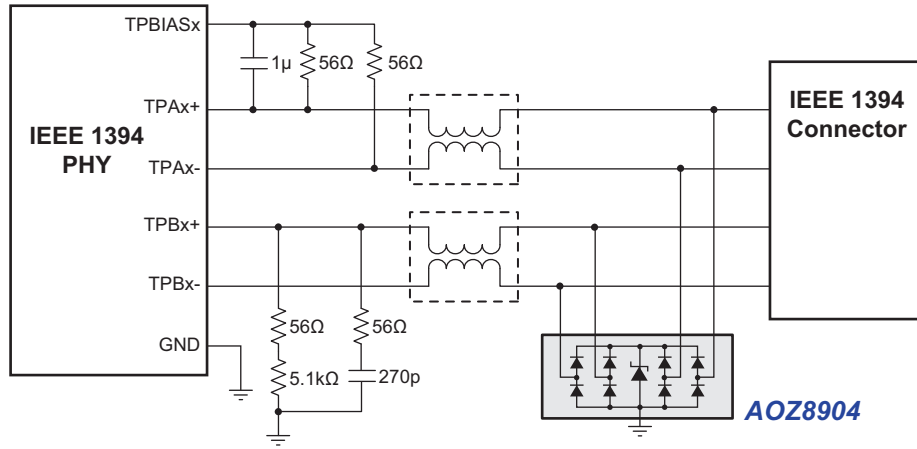 TPBIASx
1µ
56Ω
56Ω
TPAx+
IEEE 1394
PHY
TPAx-
TPBx+
TPBx-
GND
56Ω
56Ω
5.1kΩ
270p
IEEE 1394
Connector
AOZ8904